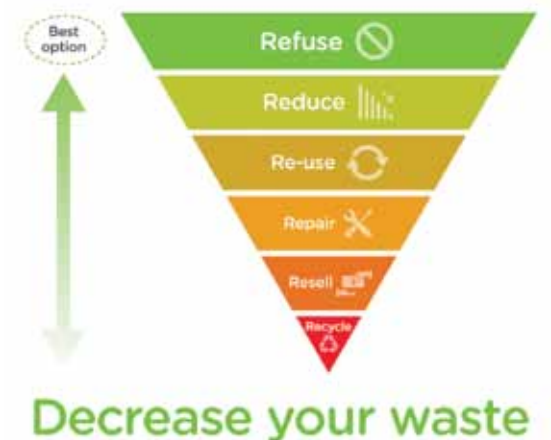 Best
option
Refuse
Reduce
Re-use
Repair
Resell
Recycle
Decrease your waste